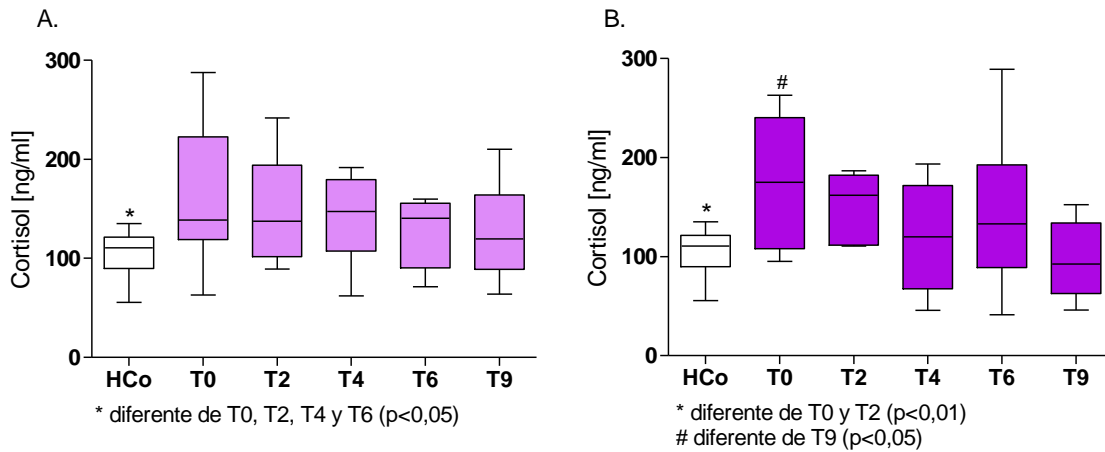 A.
Cortisol [ng/ml]
300
200
100
0
*
HCo T0 T2 T4 T6 T9
* diferente de T0, T2, T4 y T6 (p<0,05)
B.
Cortisol [ng/ml]
300
200
100
0
*
#
HCo T0 T2 T4 T6 T9
* diferente de T0 y T2 (p<0,01)
# diferente de T9 (p<0,05)